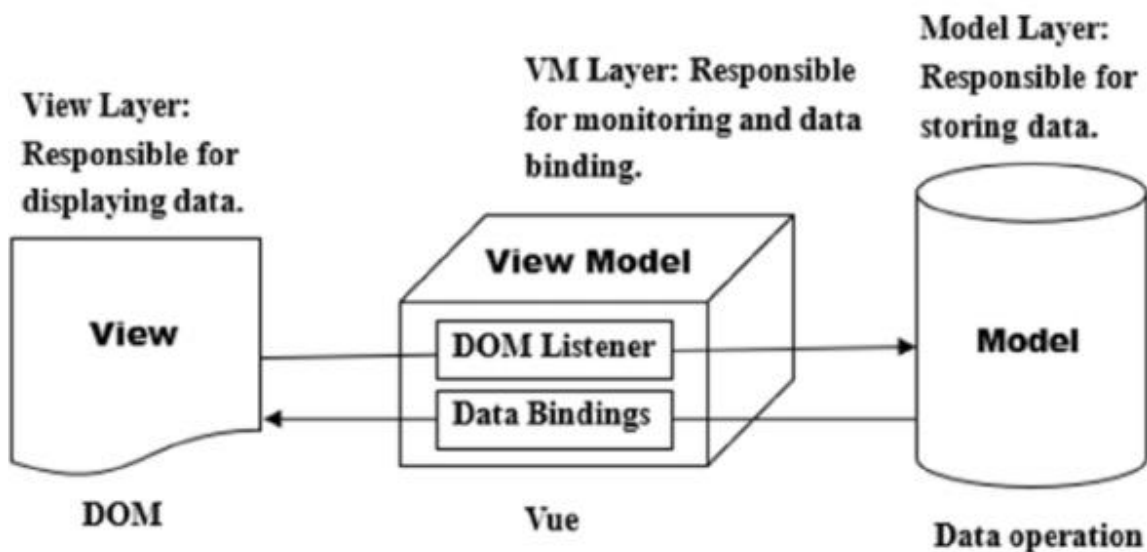 View Layer:
Responsible for
displaying data.
VM Layer: Responsible
for monitoring and data
binding.
Model Layer:
Responsible for
storing data.
View
View Model
DOM Listener
Data Bindings
Model
DOM
Vue
Data operation